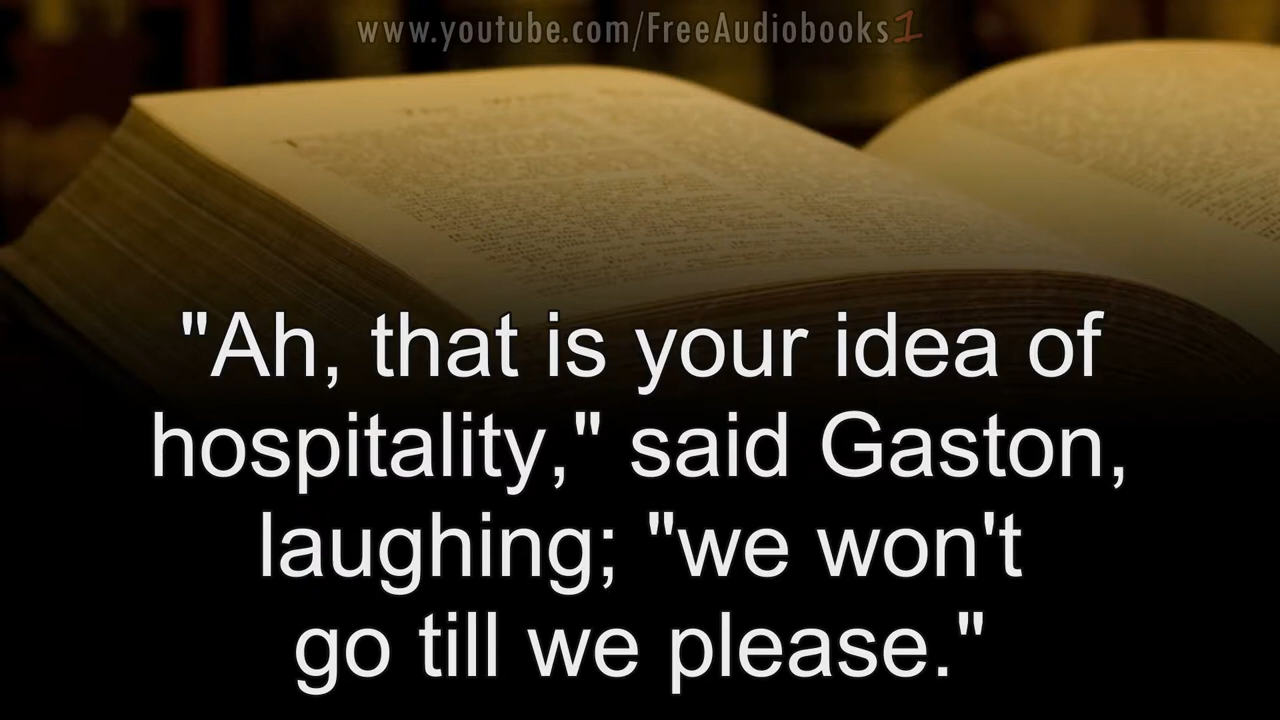 www.youtube.com/FreeAudiobooks1
"Ah, that is your idea of
hospitality," said Gaston,
laughing; "we won't
go till we please."